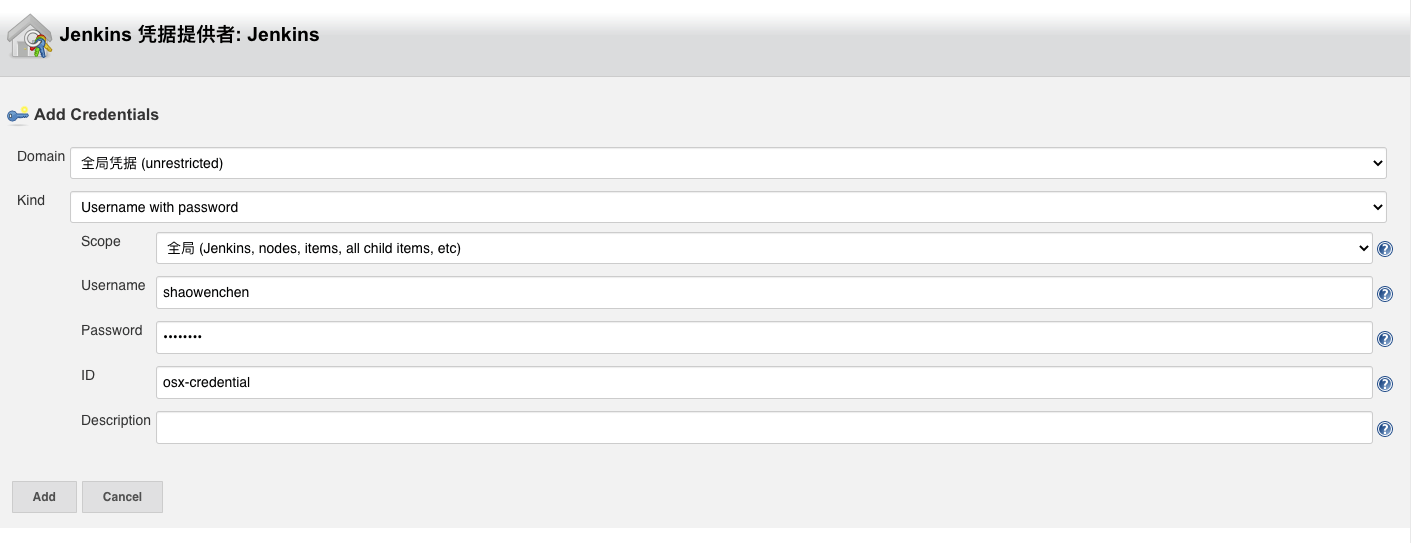 Jenkins 凭据提供者: Jenkins
Add Credentials
Domain 全局凭据 (unrestricted)
Kind Username with password
Scope 全局 (Jenkins, nodes, items, all child items, etc)
Username shaowenchen
Password ••••••••
ID osx-credential
Description
Add Cancel